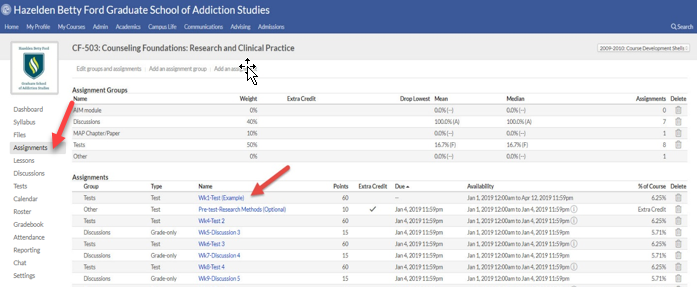 Hazelden Betty Ford Graduate School of Addiction Studies
Home My Profile My Courses Admin Academics Campus Life Communications Advising Admissions Search
Hazelden Betty Ford
Graduate School
of Addiction Studies
CF-503: Counseling Foundations: Research and Clinical Practice 2009-2010: Course Development Shells
Edit groups and assignments Add an assignment group Add an
Dashboard
Syllabus
Files
Assignments
Lessons
Discussions
Tests
Calendar
Roster
Gradebook
Attendance
Reporting
Chat
Settings
Assignment Groups
Name Weight Extra Credit Drop Lowest Mean Median Assignments Delete
AIM module 0% 0.0% (--) 0.0% (--) 0
Discussions 40% 100.0% (A) 100.0% (A) 7
MAP Chapter/Paper 10% 0.0% (--) 0.0% (--) 1
Tests 50% 16.7% (F) 16.7% (F) 8
Other 0% 0.0% (--) 0.0% (--) 1
Assignments
Group Type Name Points Extra Credit Due Availability % of Course Delete
Tests Test Wk1-Test (Example) 60 -- Jan 1, 2019 12:00am to Apr 12, 2019 11:59pm 6.25%
Other Test Pre-test-Research Methods (Optional) 10 Jan 4, 2019 11:59pm Jan 1, 2019 12:00am to Jan 4, 2019 11:59pm Extra Credit
Tests Test Wk4-Test 2 60 Jan 4, 2019 11:59pm Jan 1, 2019 12:00am to Jan 4, 2019 11:59pm 6.25%
Discussions Grade-only Wk5-Discussion 3 15 Jan 4, 2019 11:59pm Jan 1, 2019 12:00am to Jan 4, 2019 11:59pm 5.71%
Tests Test Wk6-Test 3 60 Jan 4, 2019 11:59pm Jan 1, 2019 12:00am to Jan 4, 2019 11:59pm 6.25%
Discussions Grade-only Wk7-Discussion 4 15 Jan 4, 2019 11:59pm Jan 1, 2019 12:00am to Jan 4, 2019 11:59pm 5.71%
Tests Test Wk8-Test 4 60 Jan 4, 2019 11:59pm Jan 1, 2019 12:00am to Jan 4, 2019 11:59pm 6.25%
Discussions Grade-only Wk9-Discussion 5 15 Jan 4, 2019 11:59pm Jan 1, 2019 12:00am to Jan 4, 2019 11:59pm 5.71%